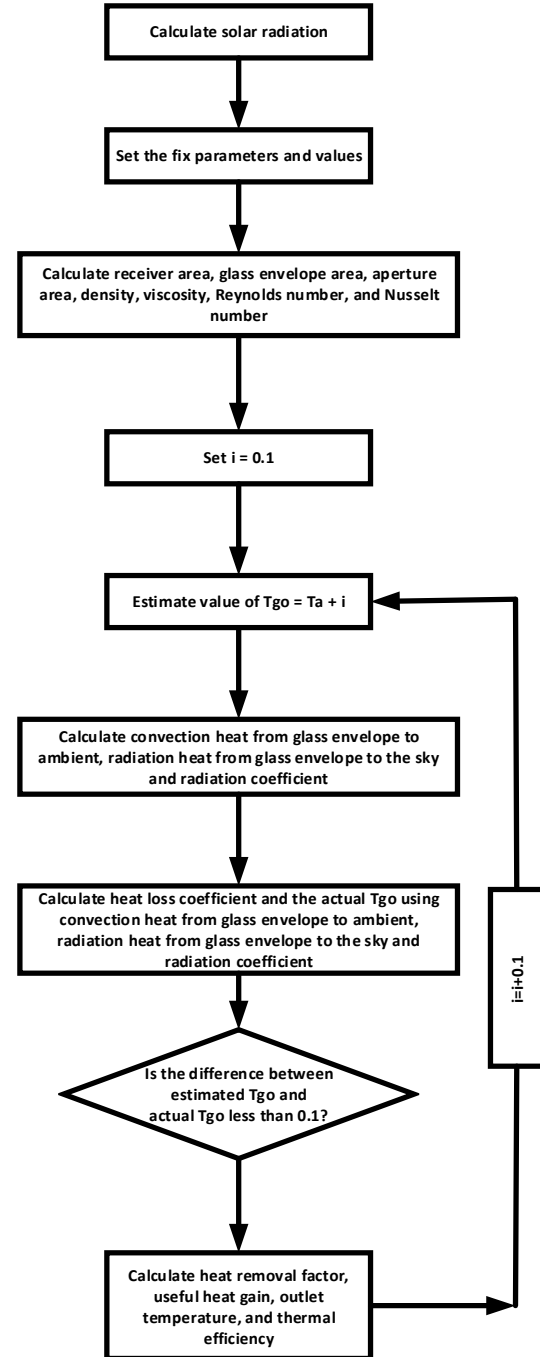 Calculate solar radiation
Set the fix parameters and values
Calculate receiver area, glass envelope area, aperture
area, density, viscosity, Reynolds number, and Nusselt
number
Set i = 0.1
Estimate value of Tgo = Ta + i
Calculate convection heat from glass envelope to
ambient, radiation heat from glass envelope to the sky
and radiation coefficient
Calculate heat loss coefficient and the actual Tgo using
convection heat from glass envelope to ambient,
radiation heat from glass envelope to the sky and
radiation coefficient
i=i+0.1
Is the difference between
estimated Tgo and
actual Tgo less than 0.1?
Calculate heat removal factor,
useful heat gain, outlet
temperature, and thermal
efficiency